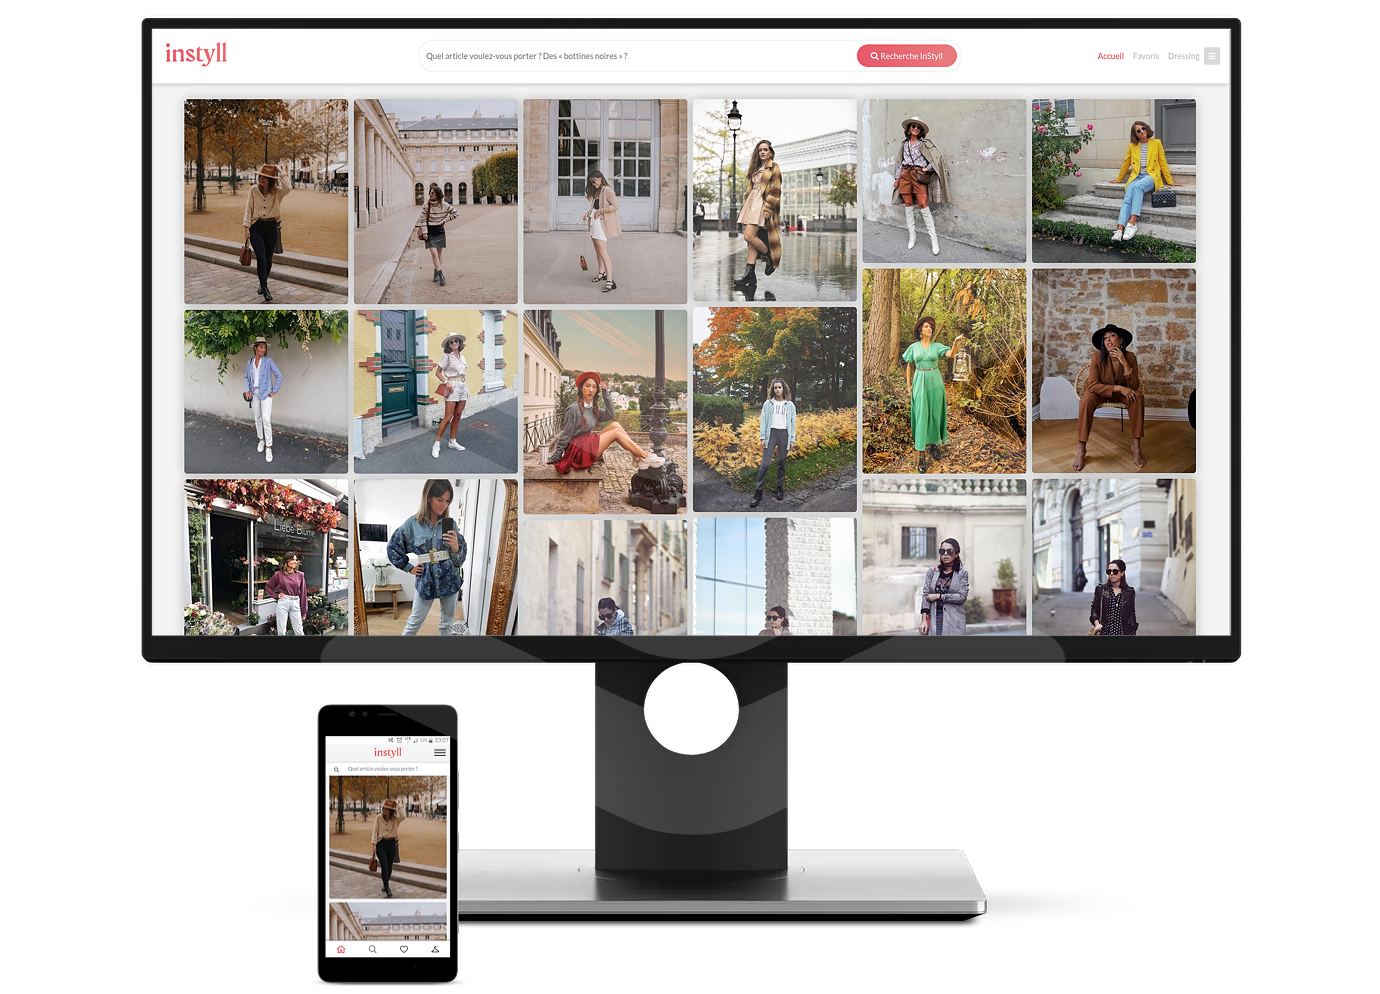 instyll
Quel article voulez-vous porter ? Des « bottines noires » ?
Recherche InStyll
Accueil
Favoris
Dressing
Liebe Blume
23:07
instyll
Quel article voulez-vous porter ?